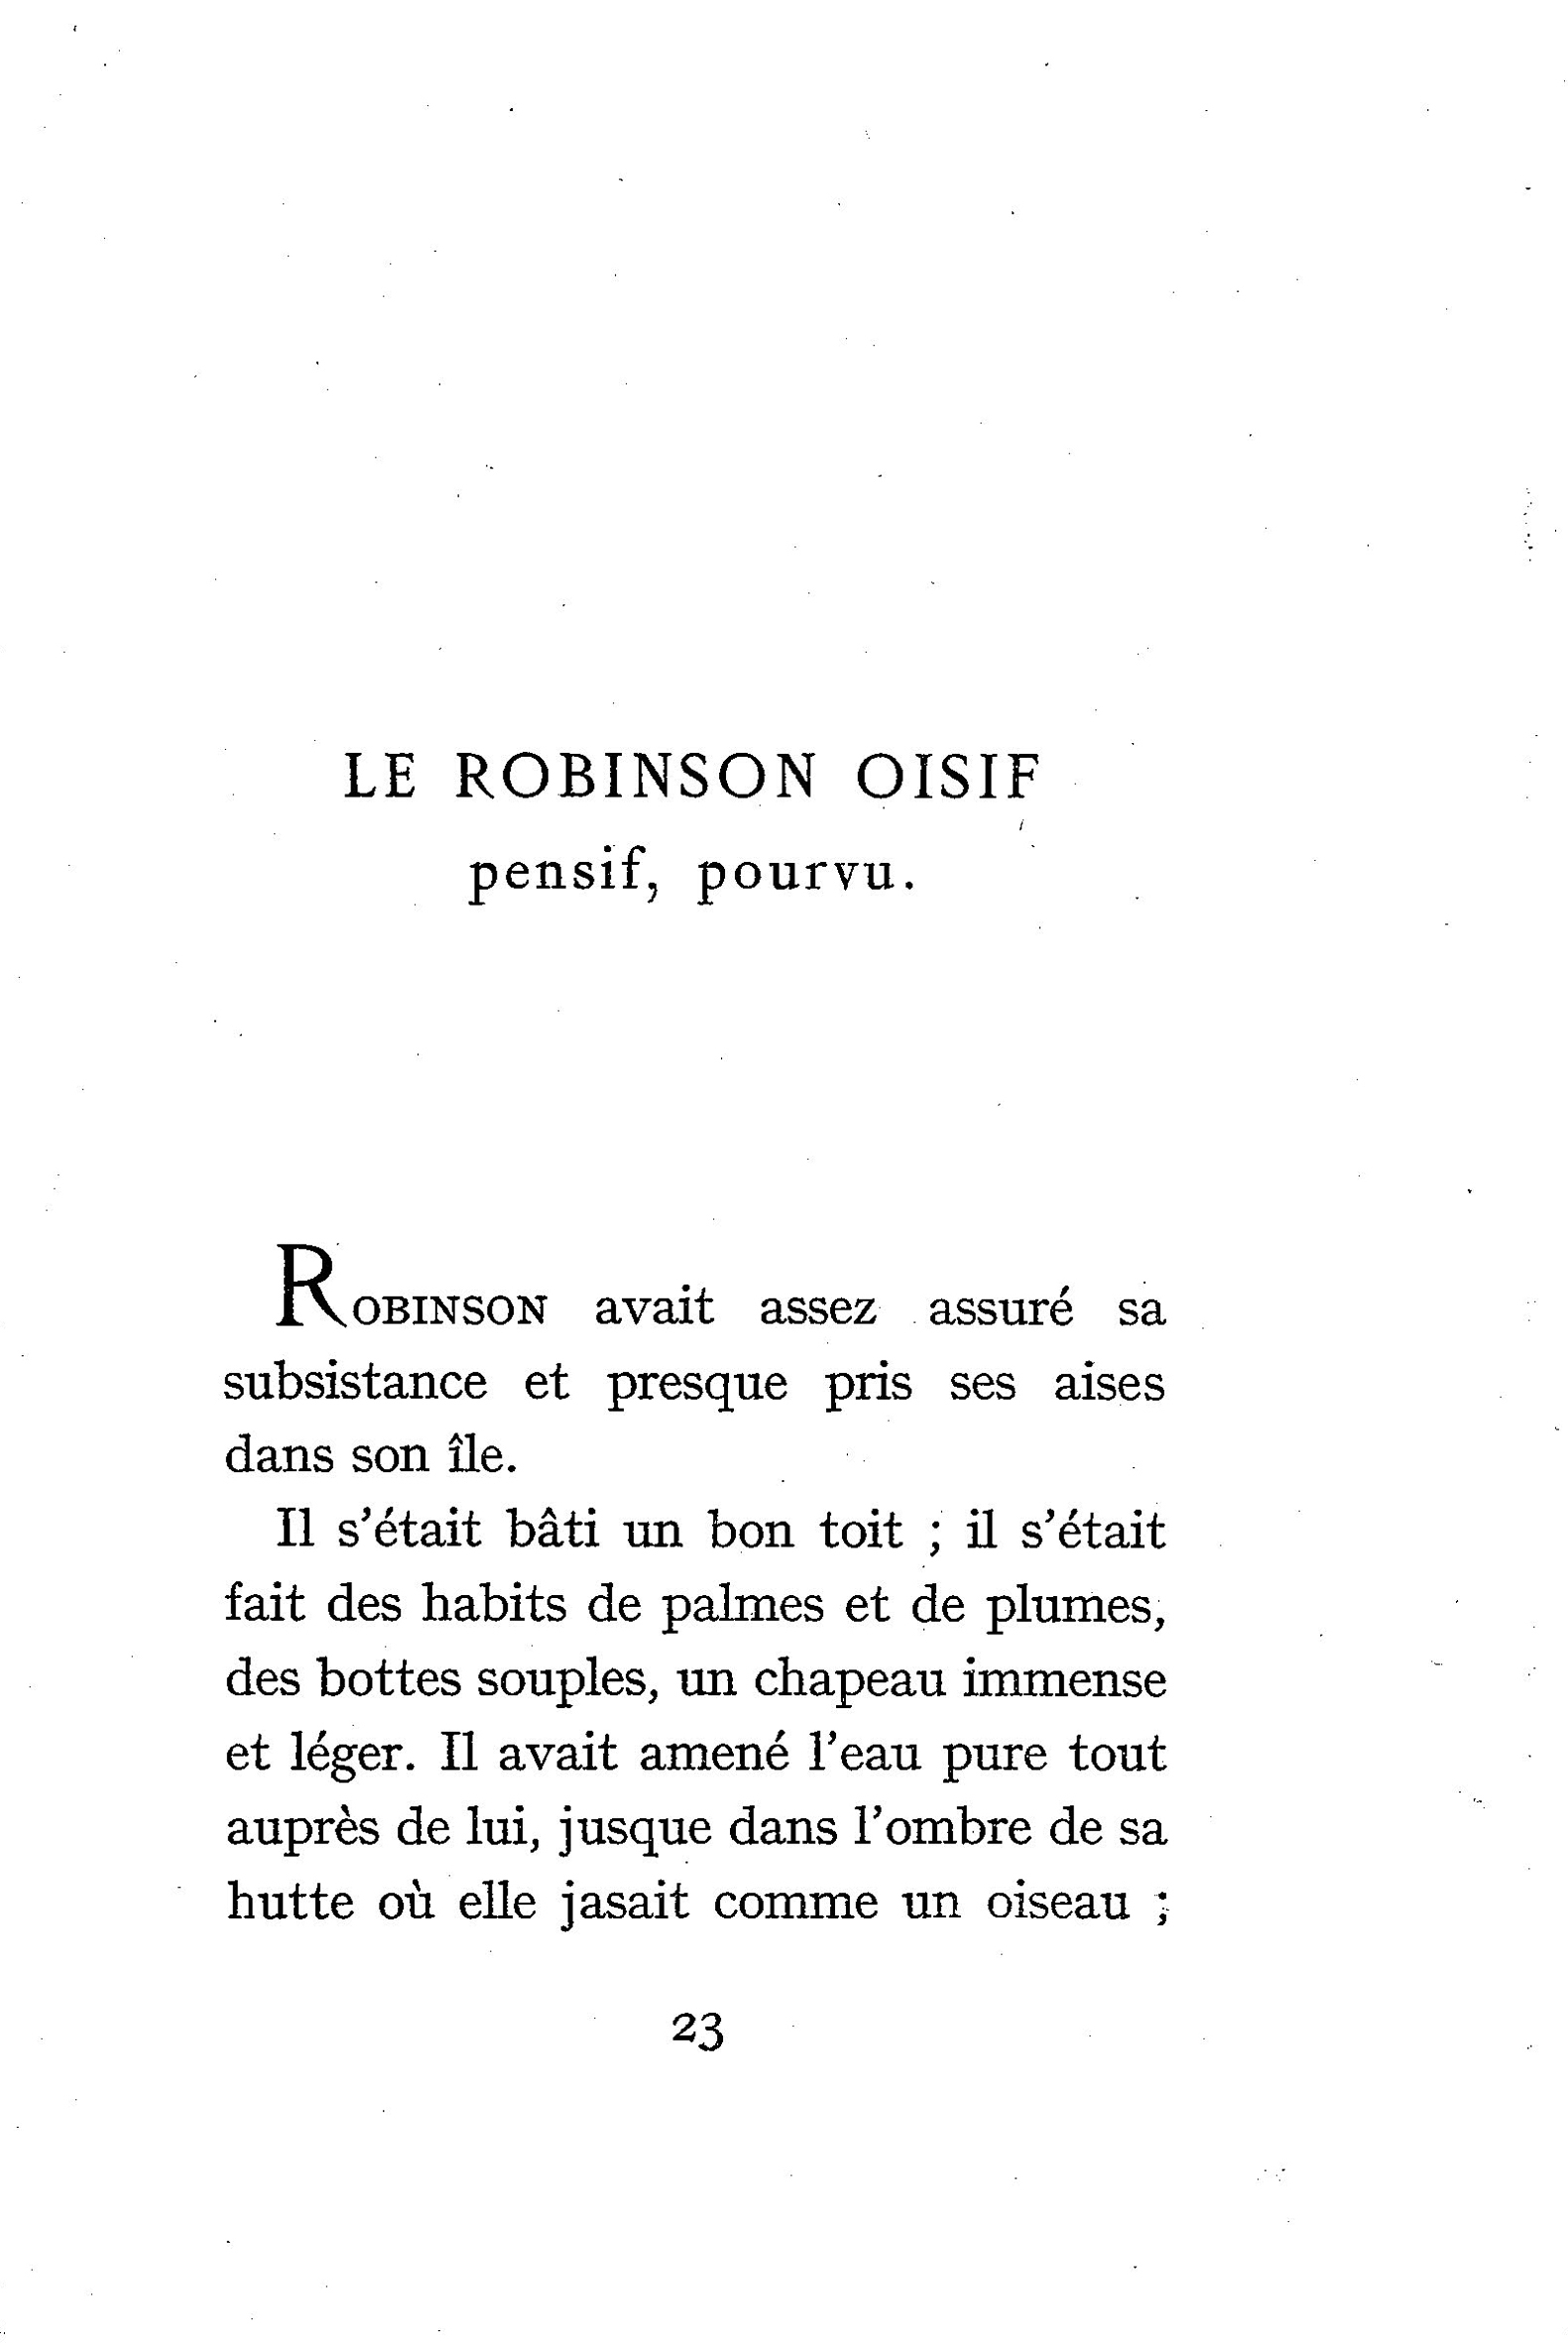 LE ROBINSON OISIF
pensif, pourvu.
ROBINSON avait assez assuré sa
subsistance et presque pris ses aises
dans son île.
Il s’était bâti un bon toit ; il s’était
fait des habits de palmes et de plumes,
des bottes souples, un chapeau immense
et léger. Il avait amené l’eau pure tout
auprès de lui, jusque dans l’ombre de sa
hutte où elle jasait comme un oiseau ;
23